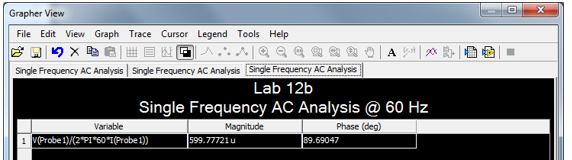 Grapher View
File Edit View Graph Trace Cursor Legend Tools Help
Single Frequency AC Analysis Single Frequency AC Analysis Single Frequency AC Analysis
Lab 12b
Single Frequency AC Analysis @ 60 Hz
Variable Magnitude Phase (deg)
1 V(Probe1)/(2*PI*60*I(Probe1)) 599.77721 u 89.69047